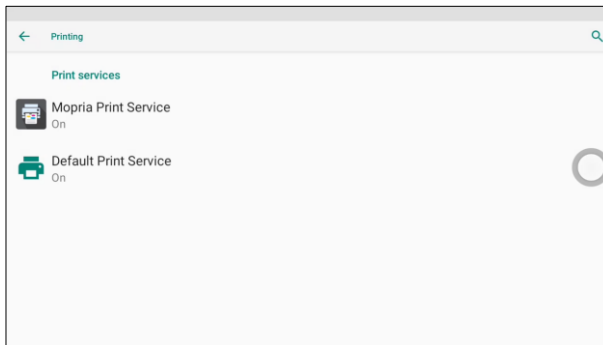 Printing
Print services
Mopria Print Service
On
Default Print Service
On